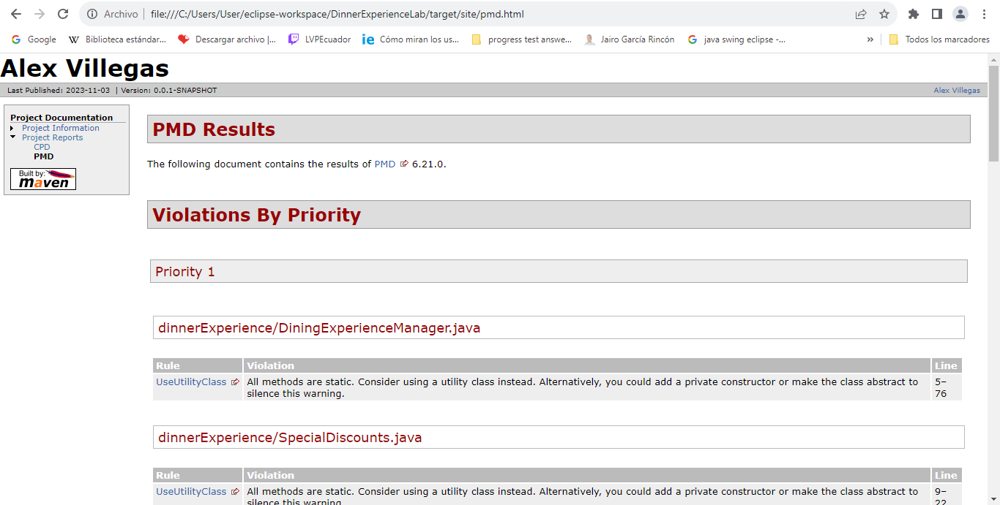 Archivo | file:///C:/Users/User/eclipse-workspace/DinnerExperienceLab/target/site/pmd.html
Google Biblioteca estándar... Descargar archivo |... LVPEcuador Cómo miran los us... progress test answe... Jairo García Rincón java swing eclipse -... » Todos los marcadores
Alex Villegas
Last Published: 2023-11-03 | Version: 0.0.1-SNAPSHOT Alex Villegas
Project Documentation
Project Information
Project Reports
CPD
PMD
Built by:
maven
PMD Results
The following document contains the results of PMD 6.21.0.
Violations By Priority
Priority 1
dinnerExperience/DiningExperienceManager.java
Rule Violation Line
UseUtilityClass All methods are static. Consider using a utility class instead. Alternatively, you could add a private constructor or make the class abstract to 5–
silence this warning. 76
dinnerExperience/SpecialDiscounts.java
Rule Violation Line
UseUtilityClass All methods are static. Consider using a utility class instead. Alternatively, you could add a private constructor or make the class abstract to 9–
silence this warning. 22